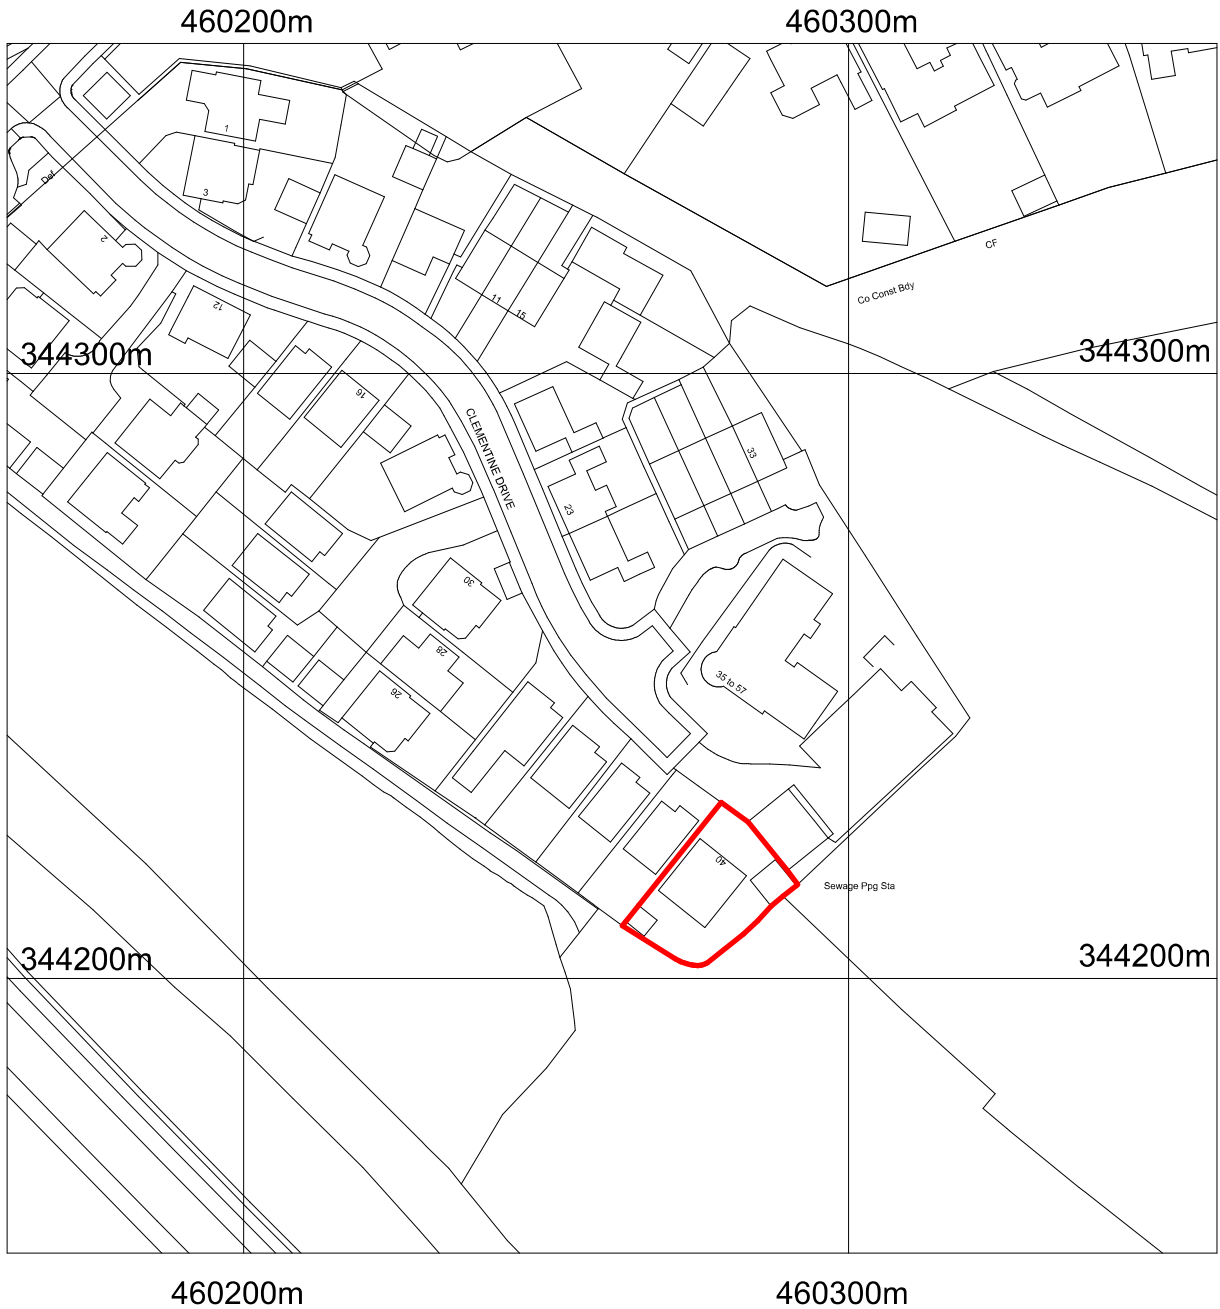 460200m
460300m
1
Def
3
2
CF
Co Const Bdy
11
15
12
344300m
344300m
16
CLEMENTINE DRIVE
33
23
30
28
35 to 57
26
40
Sewage Ppg Sta
344200m
344200m
460200m
460300m